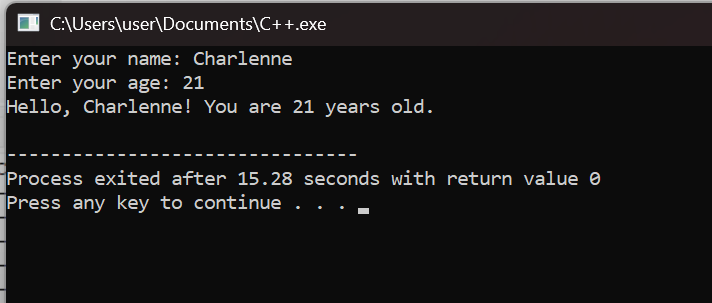 C:\Users\user\Documents\C++.exe
Enter your name: Charlenne
Enter your age: 21
Hello, Charlenne! You are 21 years old.
--------------------------------
Process exited after 15.28 seconds with return value 0
Press any key to continue . . .